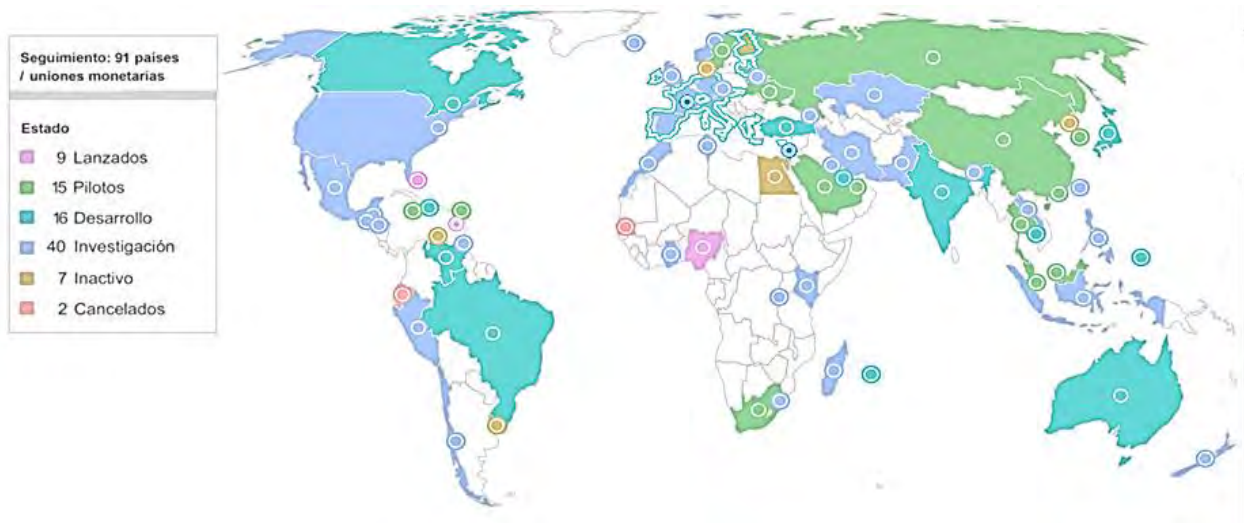 Seguimiento: 91 países
/ uniones monetarias
Estado
9 Lanzados
15 Pilotos
16 Desarrollo
40 Investigación
7 Inactivo
2 Cancelados